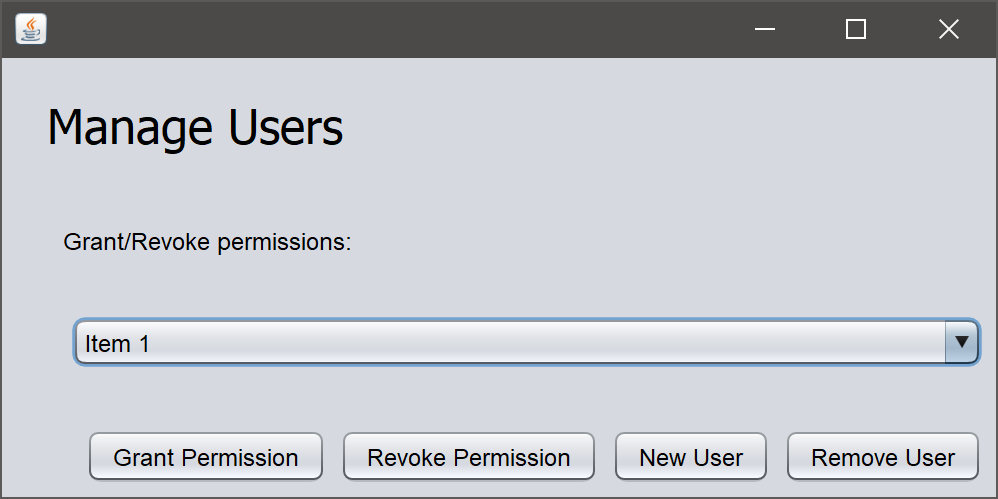 Manage Users
Grant/Revoke permissions:
Item 1
Grant Permission Revoke Permission New User Remove User